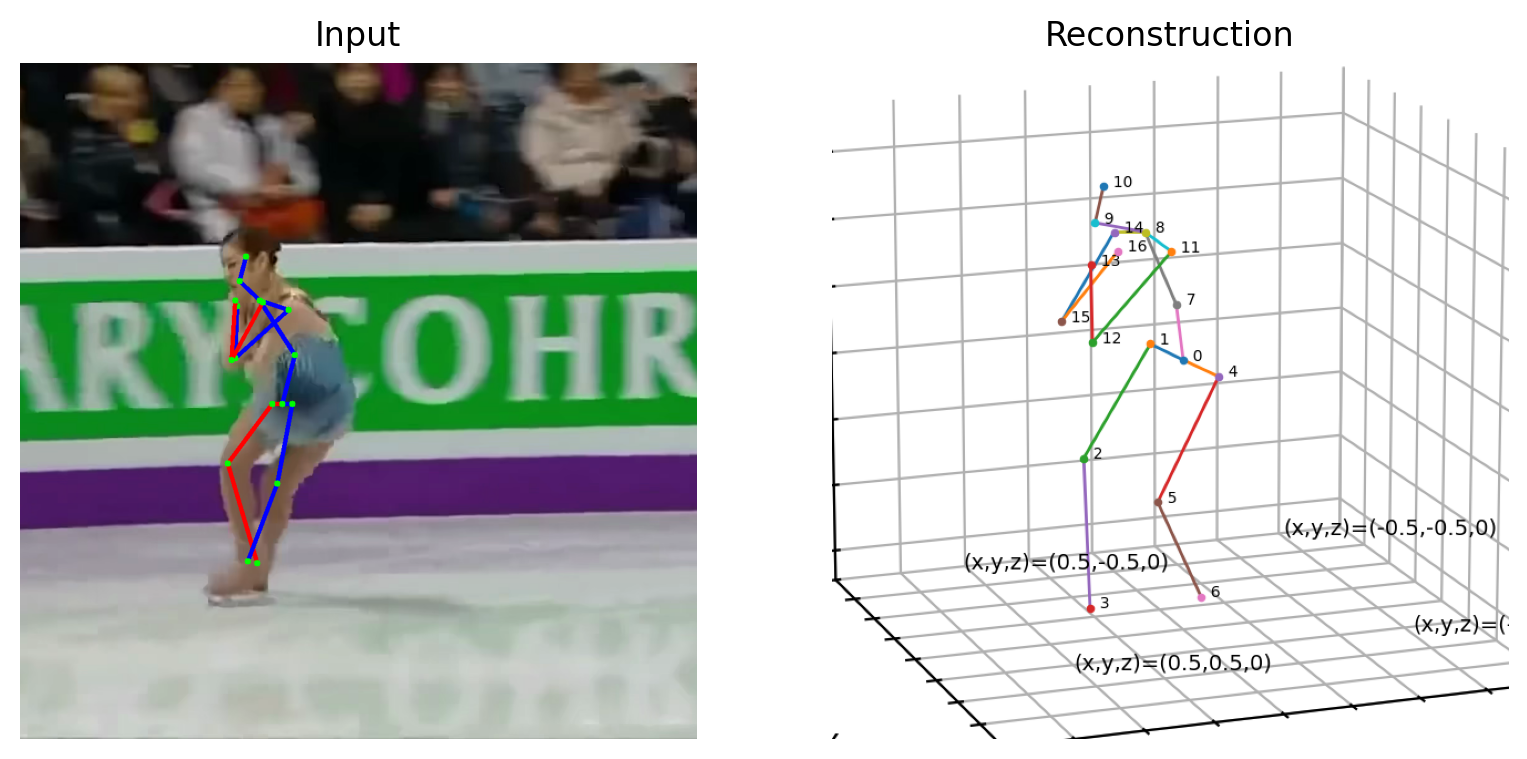 Input
Reconstruction
ARY COHR
10
9
14
8
16
11
13
7
15
12
1
0
4
2
5
3
6
(x,y,z)=(-0.5,-0.5,0)
(x,y,z)=(0.5,-0.5,0)
(x,y,z)=(-
(x,y,z)=(0.5,0.5,0)